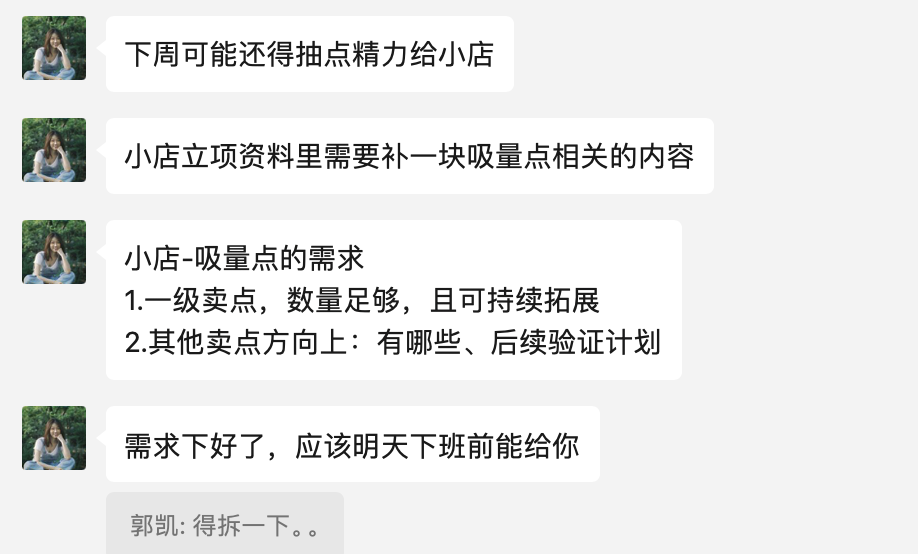 下周可能还得抽点精力给小店
小店立项资料里需要补一块吸量点相关的内容
小店-吸量点的需求
1.一级卖点，数量足够，且可持续拓展
2.其他卖点方向上：有哪些、后续验证计划
需求下好了，应该明天下班前能给你
郭凯: 得拆一下。。